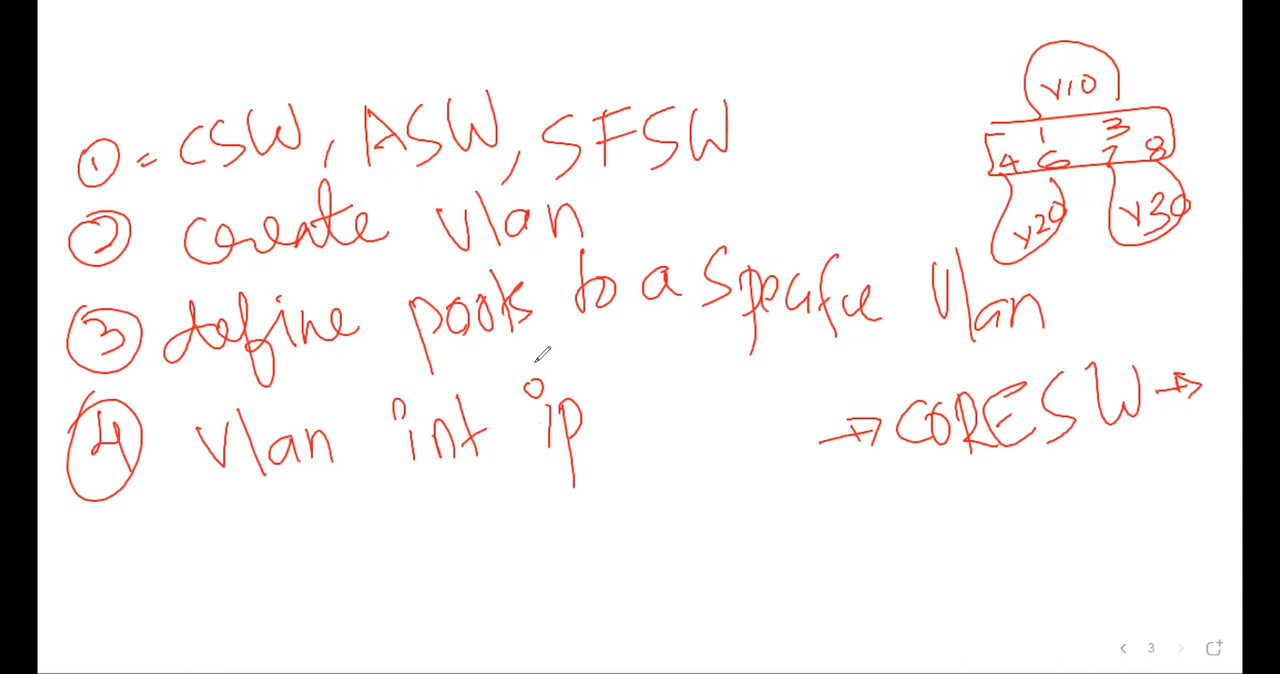 ① = CSW, ASW, SFSW
② create vlan
③ define ports to a specifce Vlan
④ Vlan int ip
→ CORESW →
V10
1 3
4 6 7 8
V20 V30
3